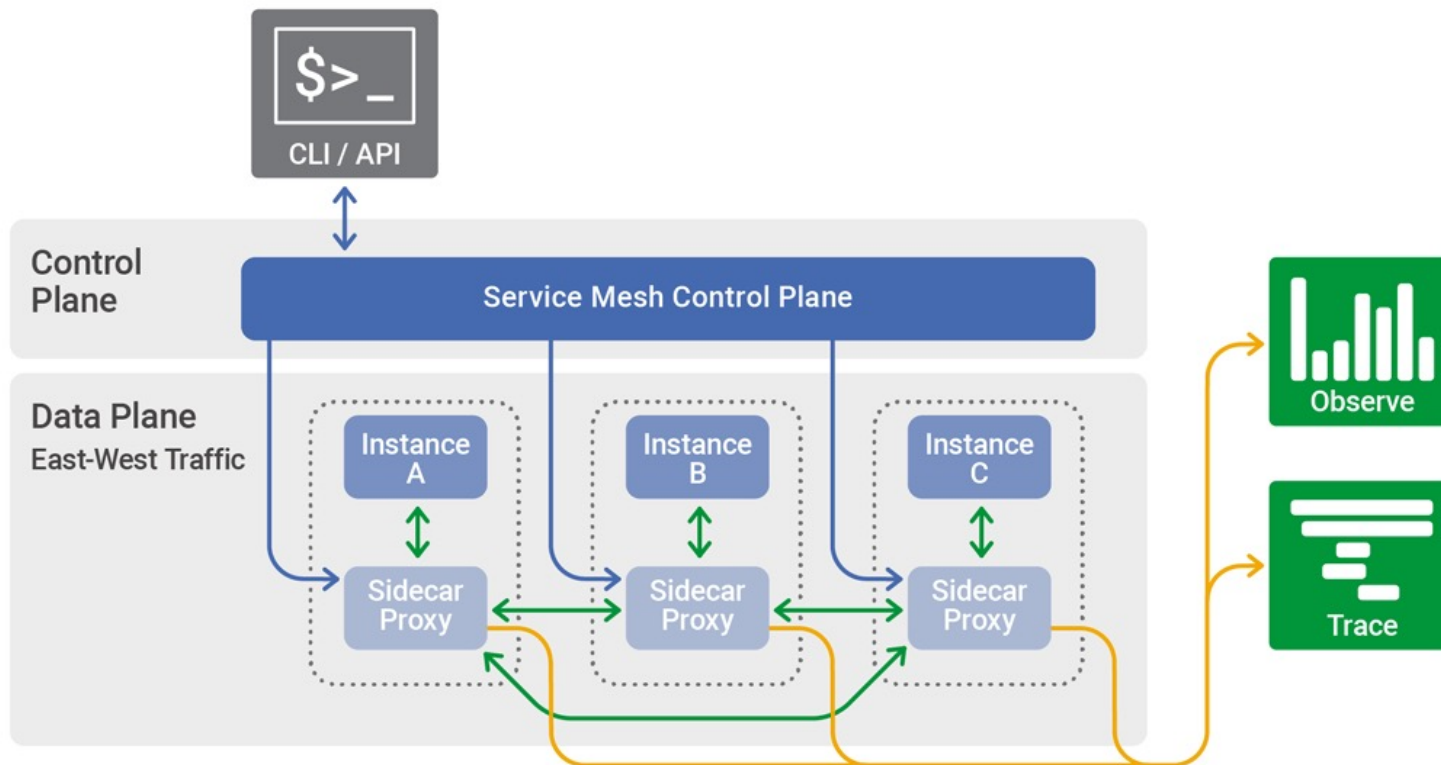 $>_
CLI / API
Control
Plane
Service Mesh Control Plane
Data Plane
East-West Traffic
Instance
A
Instance
B
Instance
C
Sidecar
Proxy
Sidecar
Proxy
Sidecar
Proxy
Observe
Trace